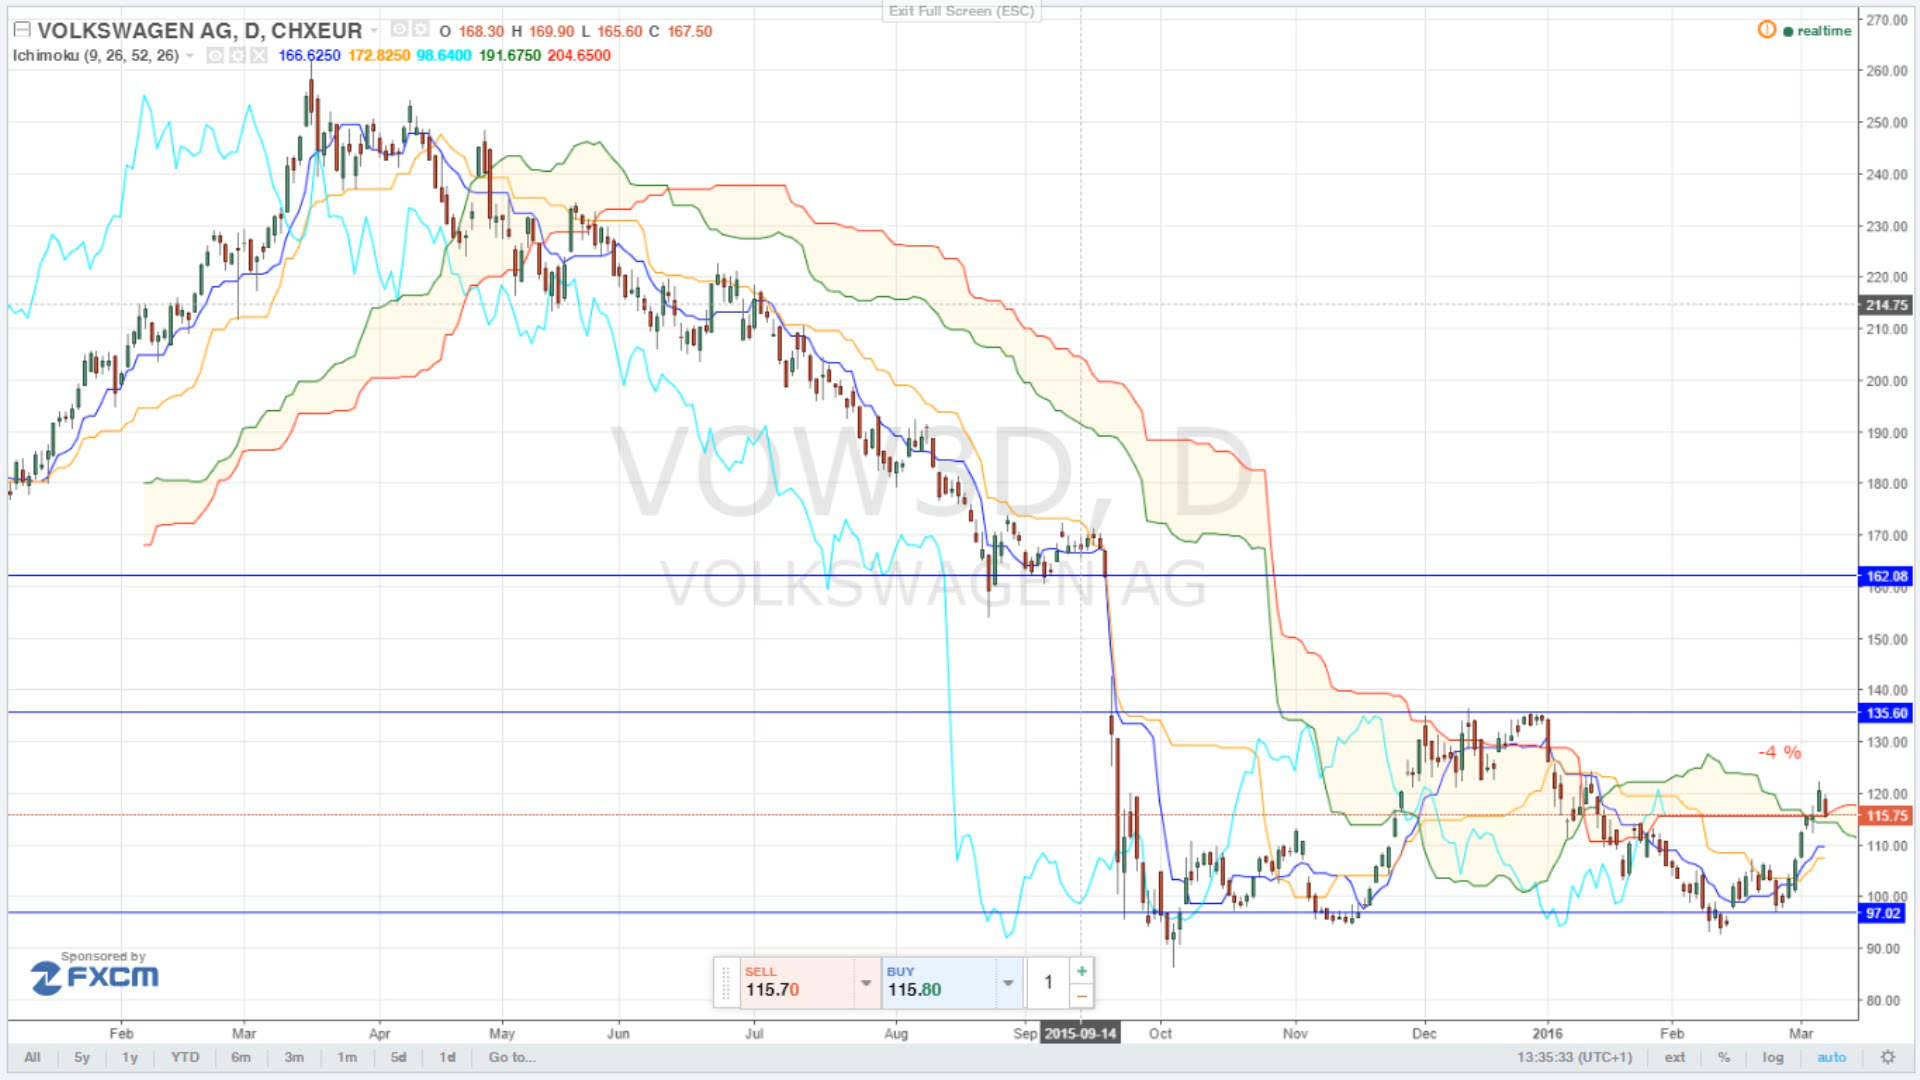 Exit Full Screen (ESC)
VOLKSWAGEN AG, D, CHXEUR O 168.30 H 169.90 L 165.60 C 167.50
realtime
Ichimoku (9, 26, 52, 26) 166.6250 172.8250 98.6400 191.6750 204.6500
270.00
260.00
250.00
240.00
230.00
220.00
214.75
210.00
200.00
190.00
180.00
170.00
162.08
160.00
150.00
140.00
135.60
130.00
120.00
115.75
110.00
100.00
97.02
90.00
80.00
VOW3D, D
VOLKSWAGEN AG
-4 %
Sponsored by
FXCM
SELL
115.70
BUY
115.80
1
+
−
Feb Mar Apr May Jun Jul Aug Sep 2015-09-14 Oct Nov Dec 2016 Feb Mar
All 5y 1y YTD 6m 3m 1m 5d 1d Go to... 13:35:33 (UTC+1) ext % log auto